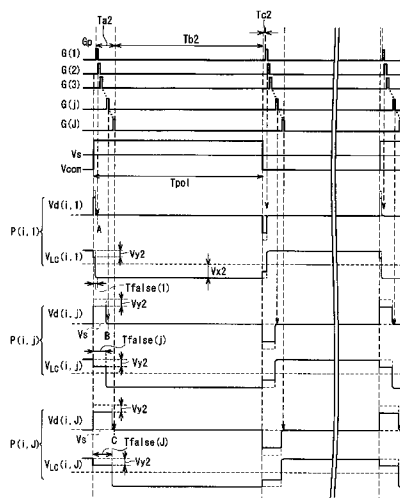 Ta2 Tc2
Gp Tb2
G(1)
G(2)
G(3)
G(j)
G(J)
Vs
Vcom
Tpol
Vd(i,1)
A
P(i,1)
VLC(i,1) Vy2
Vx2
Tfalse(1)
Vd(i,j) Vy2
Vs B
P(i,j) Tfalse(j)
VLC(i,j) Vy2
Vd(i,J) Vy2
Vs C
P(i,J) Tfalse(J)
VLC(i,J) Vy2